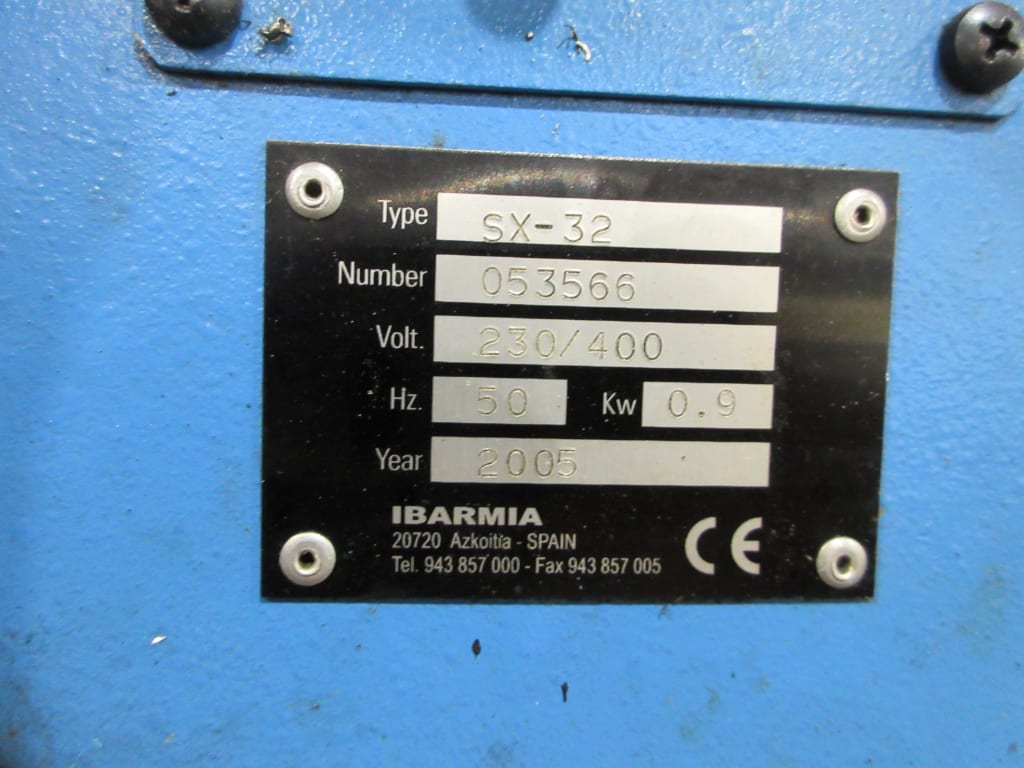 Type SX-32
Number 053566
Volt. 230/400
Hz. 50 Kw 0.9
Year 2005
IBARMIA
20720 Azkoitia - SPAIN
Tel. 943 857 000 - Fax 943 857 005
CE